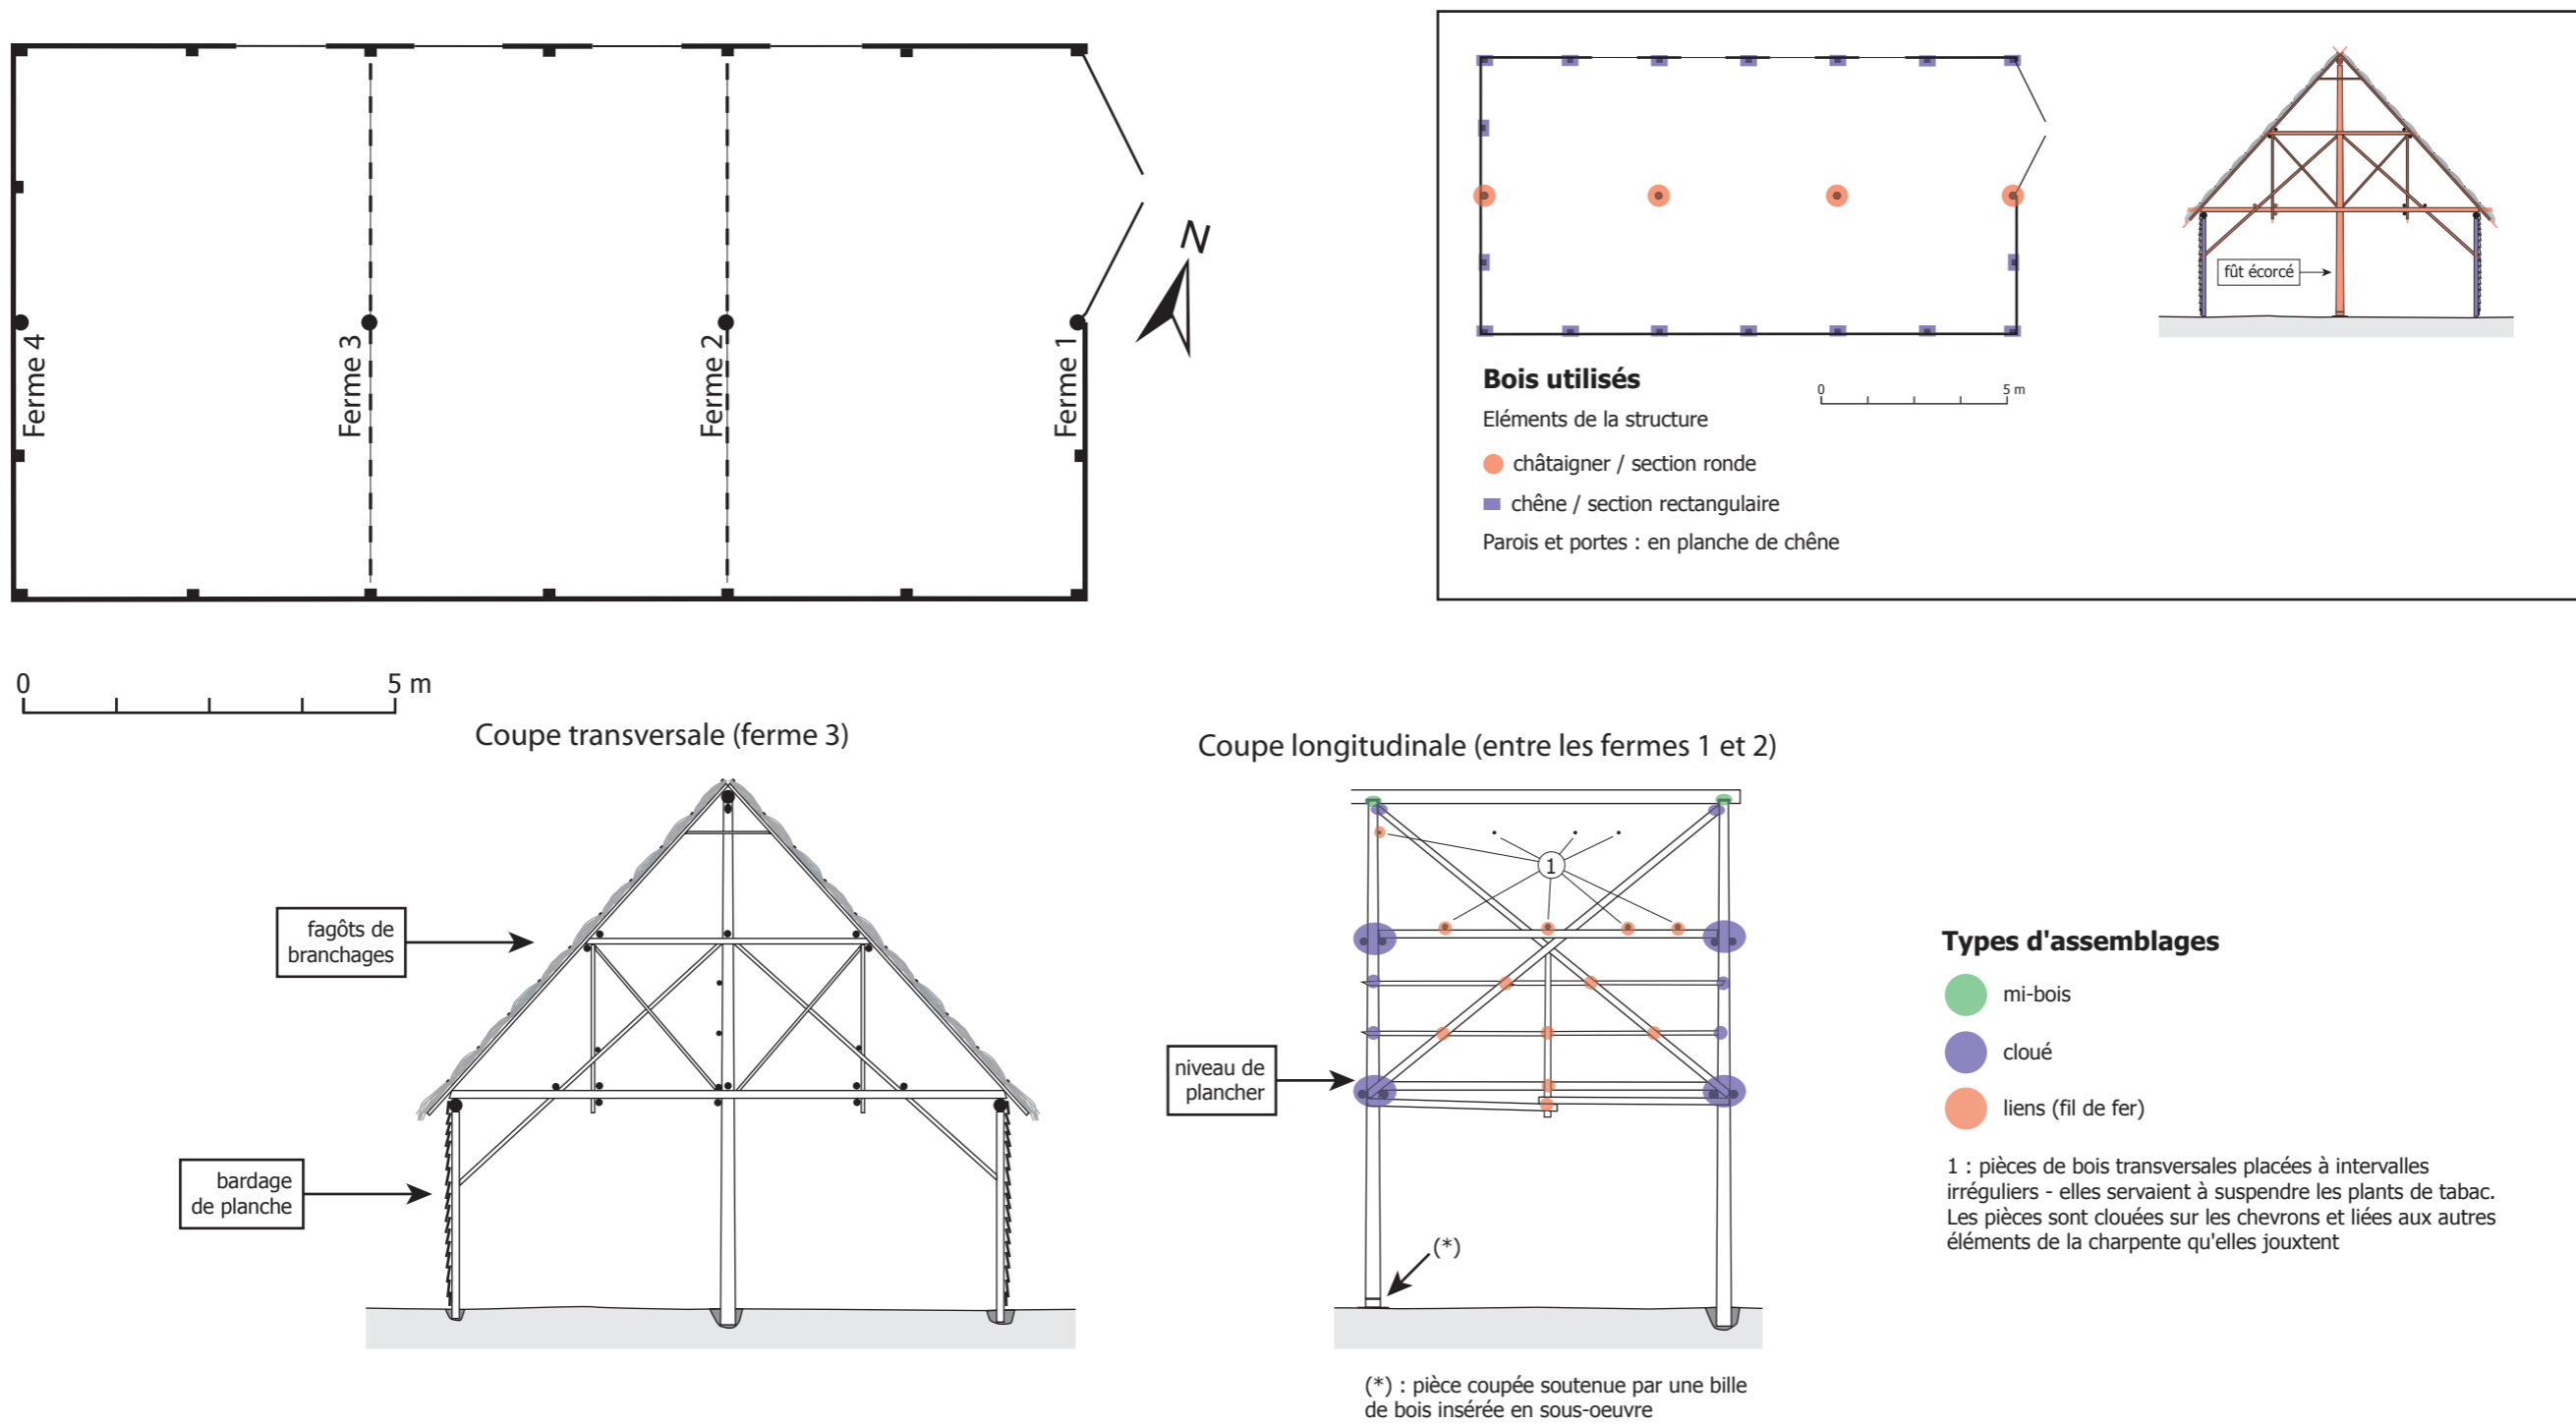 N
Ferme 4
Ferme 3
Ferme 2
Ferme 1
0 5 m
fût écorcé
Bois utilisés
0 5 m
Eléments de la structure
châtaigner / section ronde
chêne / section rectangulaire
Parois et portes : en planche de chêne
Coupe transversale (ferme 3)
fagôts de
branchages
bardage
de planche
Coupe longitudinale (entre les fermes 1 et 2)
1
niveau de
plancher
(*)
(*) : pièce coupée soutenue par une bille
de bois insérée en sous-oeuvre
Types d'assemblages
mi-bois
cloué
liens (fil de fer)
1 : pièces de bois transversales placées à intervalles
irréguliers - elles servaient à suspendre les plants de tabac.
Les pièces sont clouées sur les chevrons et liées aux autres
éléments de la charpente qu'elles jouxtent